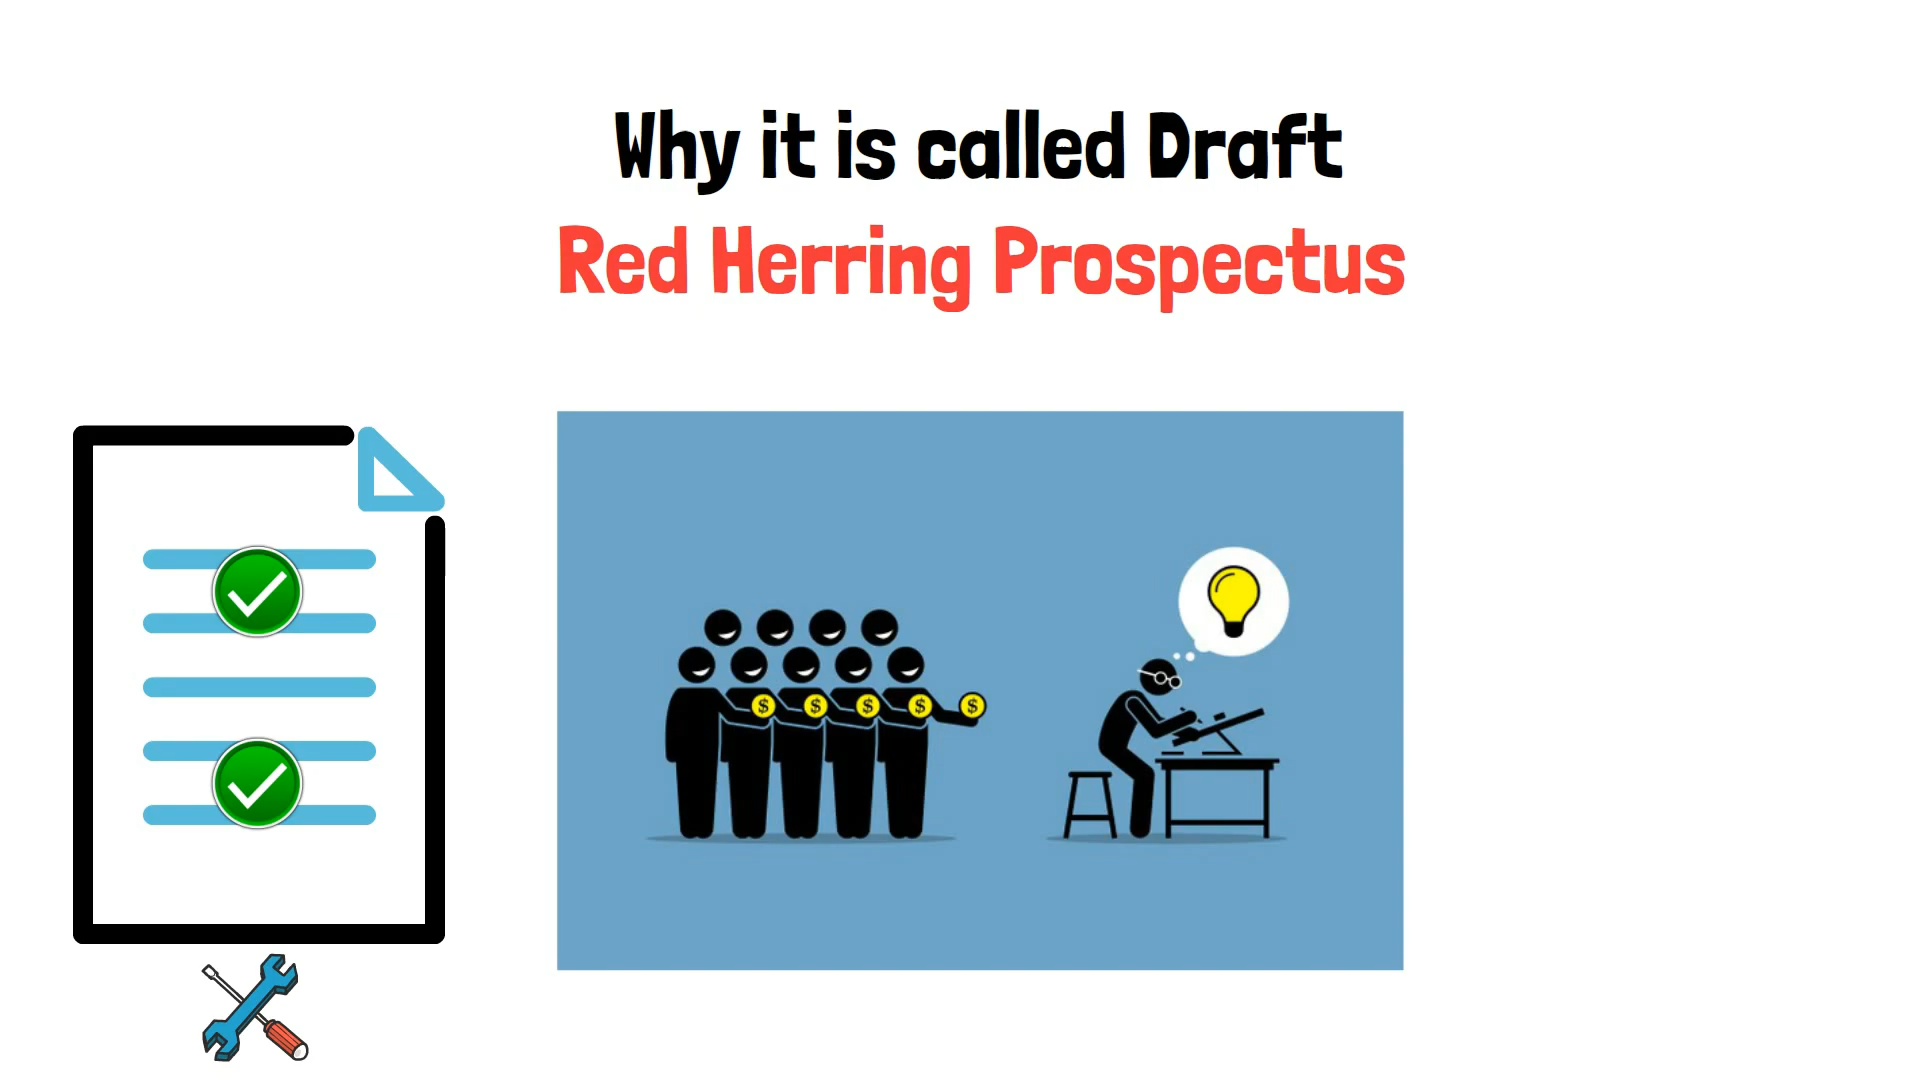 Why it is called Draft
Red Herring Prospectus
$ $ $ $ $